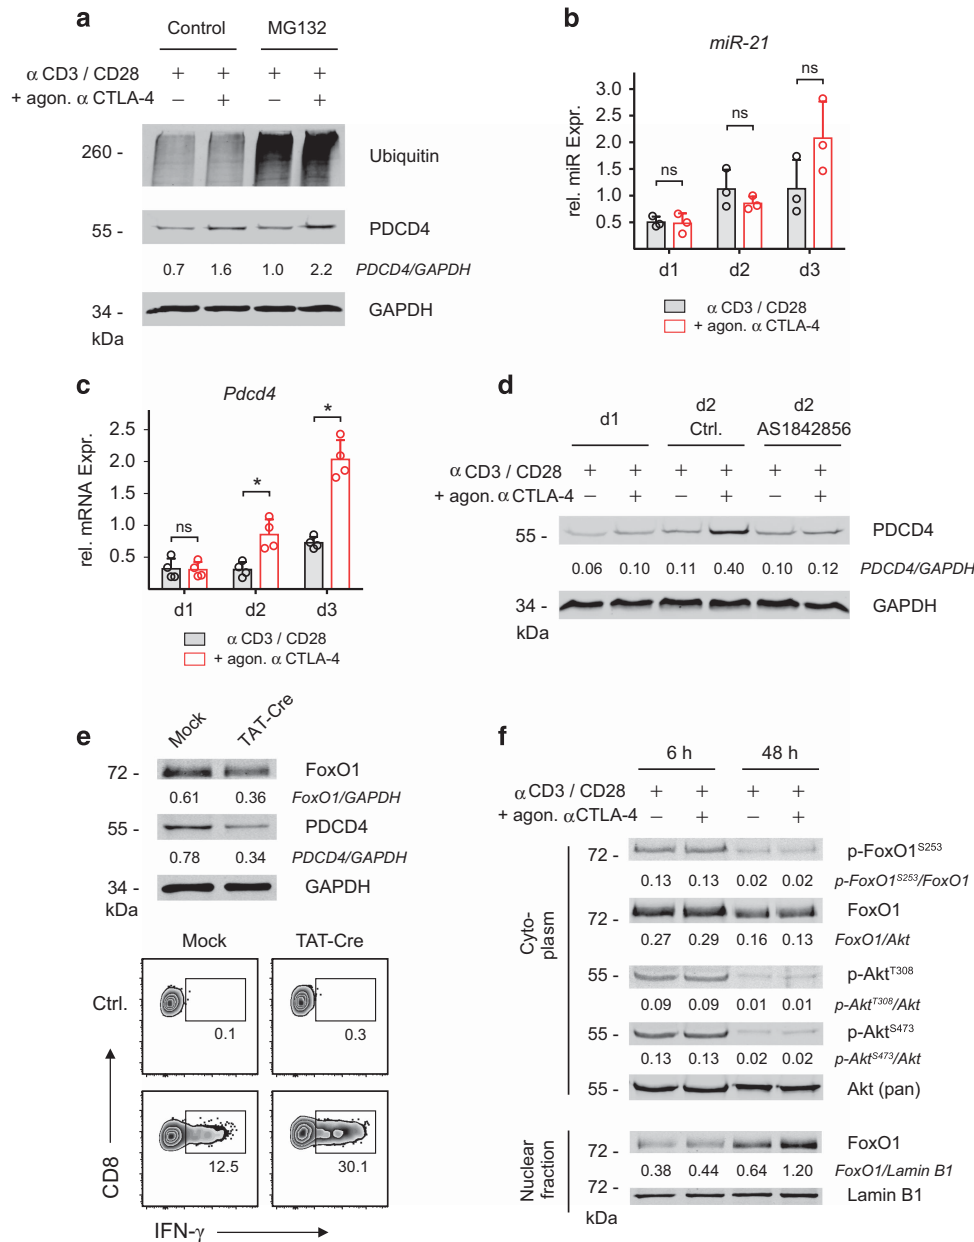 a
Control MG132
α CD3 / CD28 + + + +
+ agon. α CTLA-4 – + – +
260 - Ubiquitin
55 - PDCD4
0.7 1.6 1.0 2.2 PDCD4/GAPDH
34 - GAPDH
kDa
b
miR-21
rel. miR Expr.
3.0
2.5
2.0
1.5
1.0
0.5
ns ns ns
d1 d2 d3
α CD3 / CD28
+ agon. α CTLA-4
c
Pdcd4
rel. mRNA Expr.
2.5
2.0
1.5
1.0
0.5
ns * *
d1 d2 d3
α CD3 / CD28
+ agon. α CTLA-4
d
d1 d2 Ctrl. d2 AS1842856
α CD3 / CD28 + + + + + +
+ agon. α CTLA-4 – + – + – +
55 - PDCD4
0.06 0.10 0.11 0.40 0.10 0.12 PDCD4/GAPDH
34 - GAPDH
kDa
e
Mock TAT-Cre
72 - FoxO1
0.61 0.36 FoxO1/GAPDH
55 - PDCD4
0.78 0.34 PDCD4/GAPDH
34 - GAPDH
kDa
Mock TAT-Cre
Ctrl.
0.1 0.3
12.5 30.1
CD8
IFN-γ
f
6 h 48 h
α CD3 / CD28 + + + +
+ agon. αCTLA-4 – + – +
Cyto-
plasm
72 - p-FoxO1S253
0.13 0.13 0.02 0.02 p-FoxO1S253/FoxO1
72 - FoxO1
0.27 0.29 0.16 0.13 FoxO1/Akt
55 - p-AktT308
0.09 0.09 0.01 0.01 p-AktT308/Akt
55 - p-AktS473
0.13 0.13 0.02 0.02 p-AktS473/Akt
55 - Akt (pan)
Nuclear
fraction
72 - FoxO1
0.38 0.44 0.64 1.20 FoxO1/Lamin B1
72 - Lamin B1
kDa